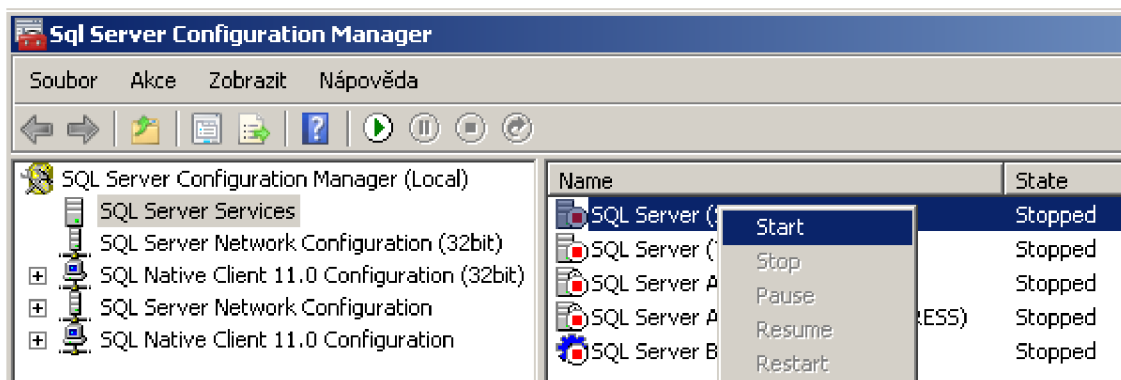 Sql Server Configuration Manager
Soubor Akce Zobrazit Nápověda
SQL Server Configuration Manager (Local)
SQL Server Services
SQL Server Network Configuration (32bit)
SQL Native Client 11.0 Configuration (32bit)
SQL Server Network Configuration
SQL Native Client 11.0 Configuration
Name State
SQL Server ( Stopped
SQL Server ( Stopped
SQL Server A Stopped
SQL Server A RESS) Stopped
SQL Server B Stopped
Start
Stop
Pause
Resume
Restart